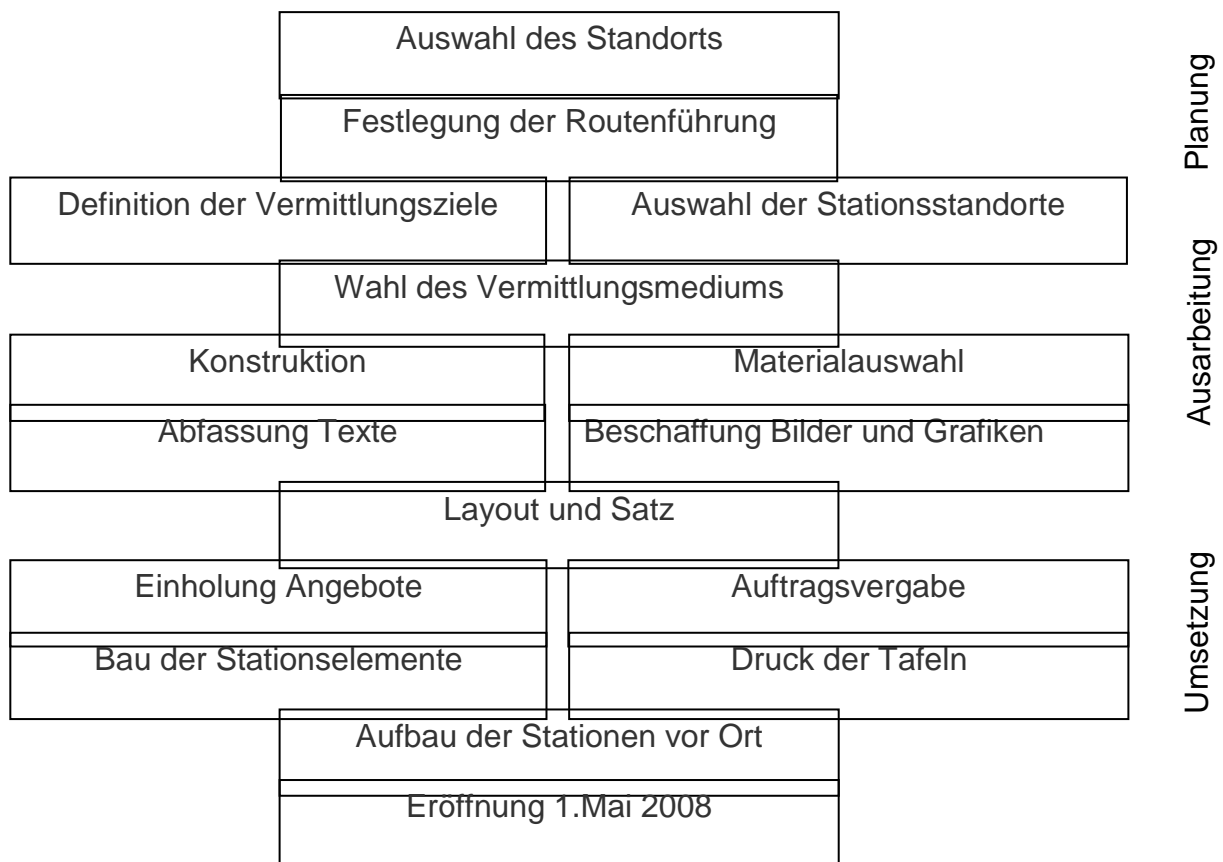 Auswahl des Standorts
Festlegung der Routenführung
Planung
Definition der Vermittlungsziele
Auswahl der Stationsstandorte
Wahl des Vermittlungsmediums
Konstruktion
Materialauswahl
Ausarbeitung
Abfassung Texte
Beschaffung Bilder und Grafiken
Layout und Satz
Einholung Angebote
Auftragsvergabe
Bau der Stationselemente
Druck der Tafeln
Umsetzung
Aufbau der Stationen vor Ort
Eröffnung 1.Mai 2008